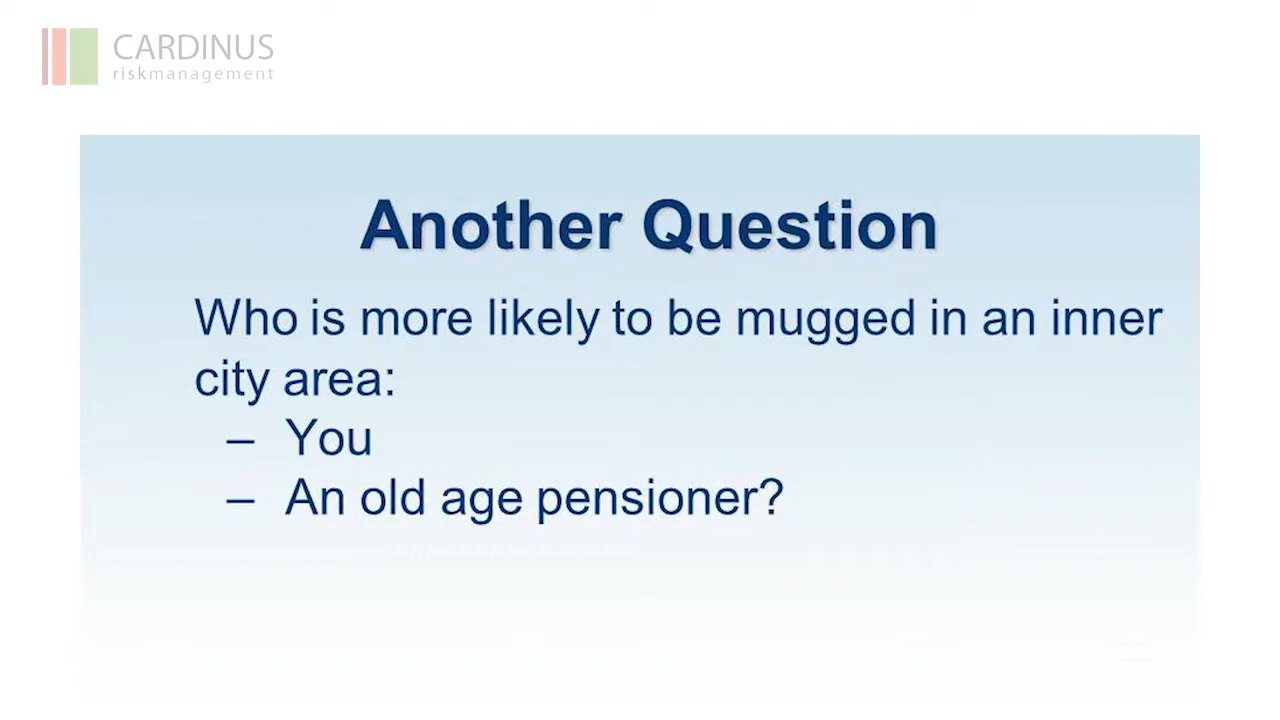 CARDINUS
riskmanagement
Another Question
Who is more likely to be mugged in an inner
city area:
– You
– An old age pensioner?